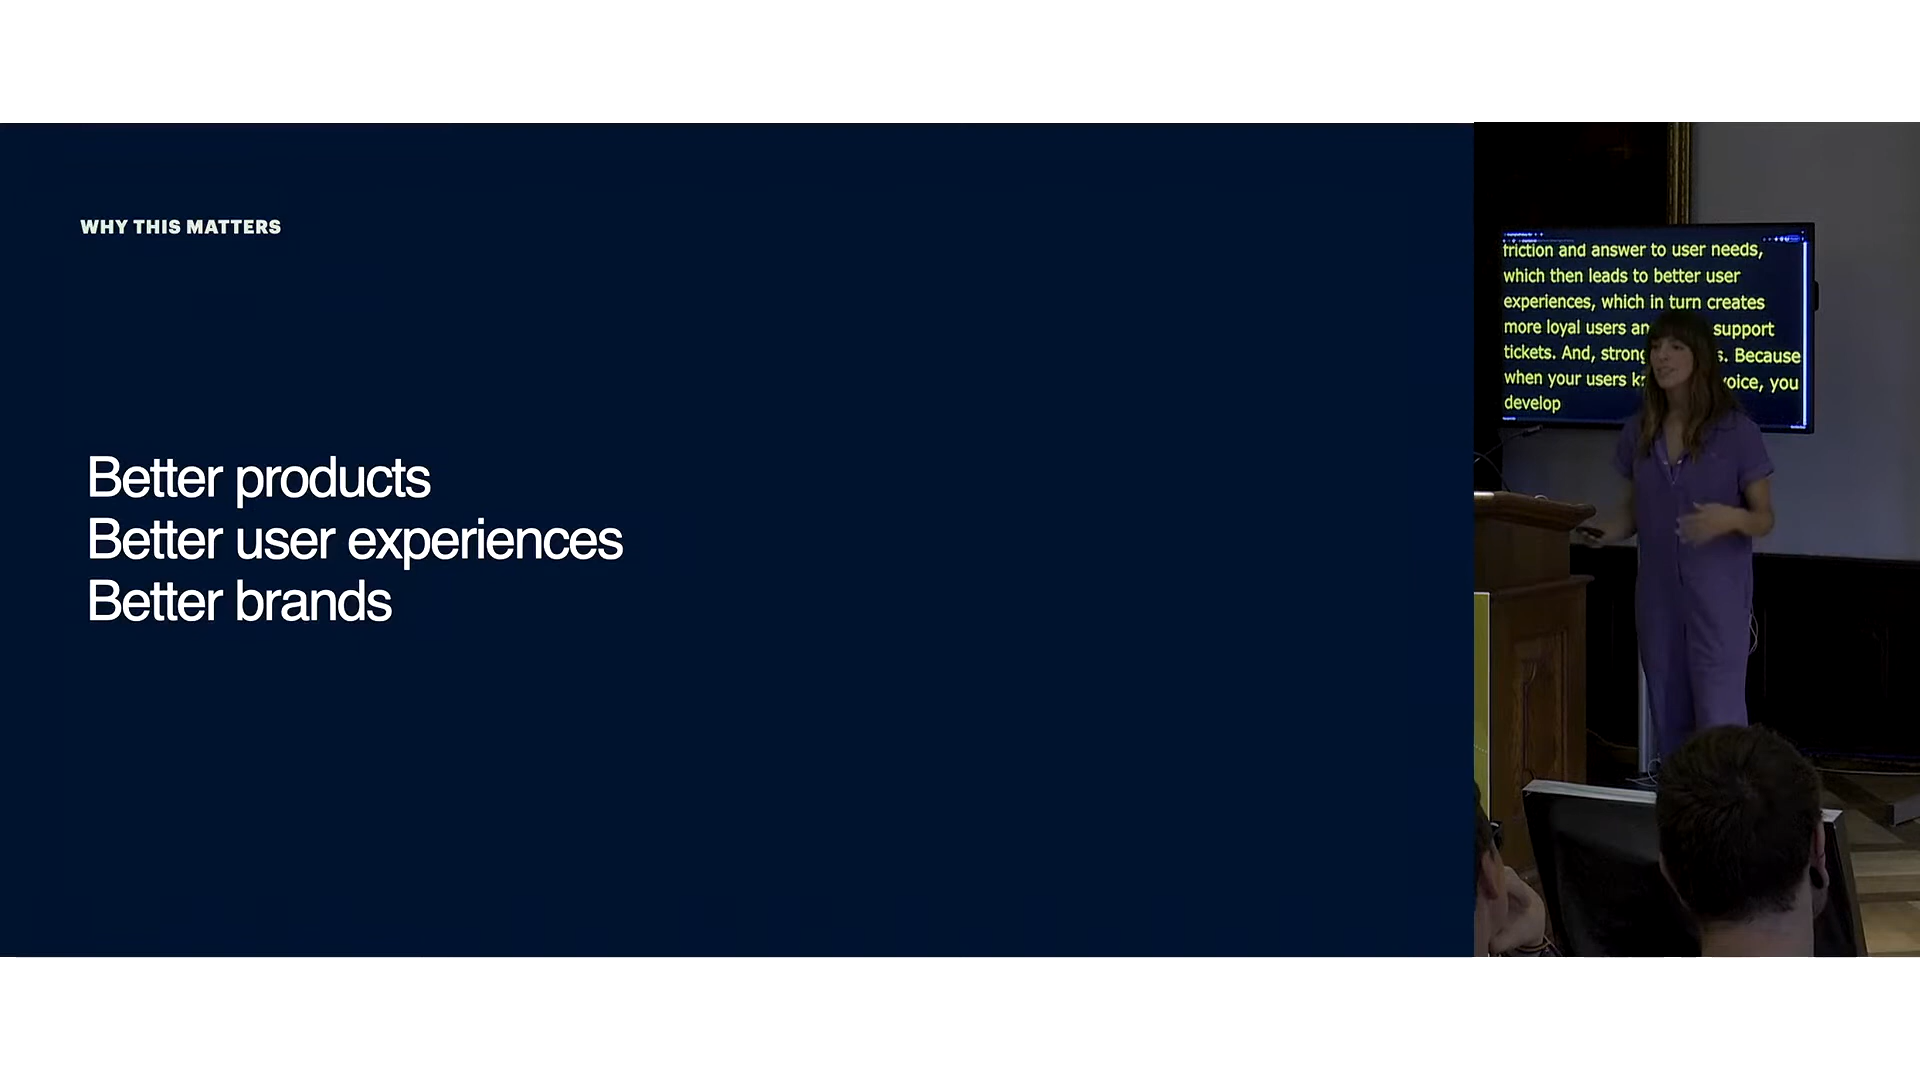 WHY THIS MATTERS
Better products
Better user experiences
Better brands
friction and answer to user needs,
which then leads to better user
experiences, which in turn creates
more loyal users support
tickets. And, Because
when your users voice, you
develop